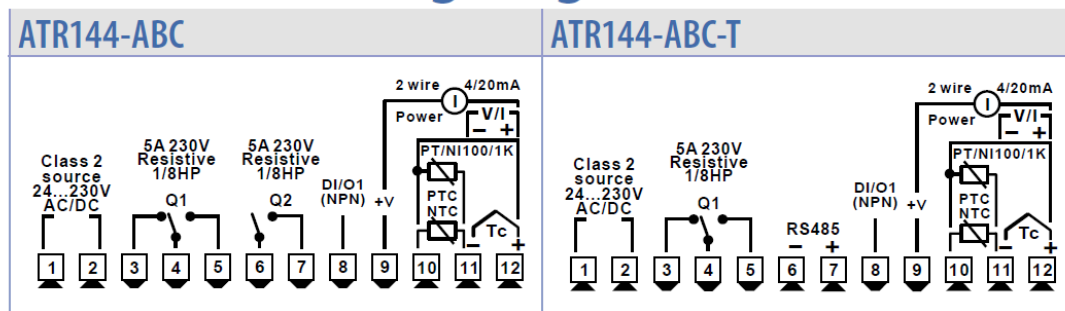 ATR144-ABC
2 wire 4/20mA
I
Power V/I
- +
5A 230V
Resistive
1/8HP
5A 230V
Resistive
1/8HP
PT/NI100/1K
Class 2
source
24...230V
AC/DC
Q1
Q2
DI/O1
(NPN)
+V
PTC
NTC
Tc
- +
1 2 3 4 5 6 7 8 9 10 11 12
ATR144-ABC-T
2 wire 4/20mA
I
Power V/I
- +
5A 230V
Resistive
1/8HP
PT/NI100/1K
Class 2
source
24...230V
AC/DC
Q1
DI/O1
(NPN)
+V
PTC
NTC
RS485
- +
Tc
- +
1 2 3 4 5 6 7 8 9 10 11 12